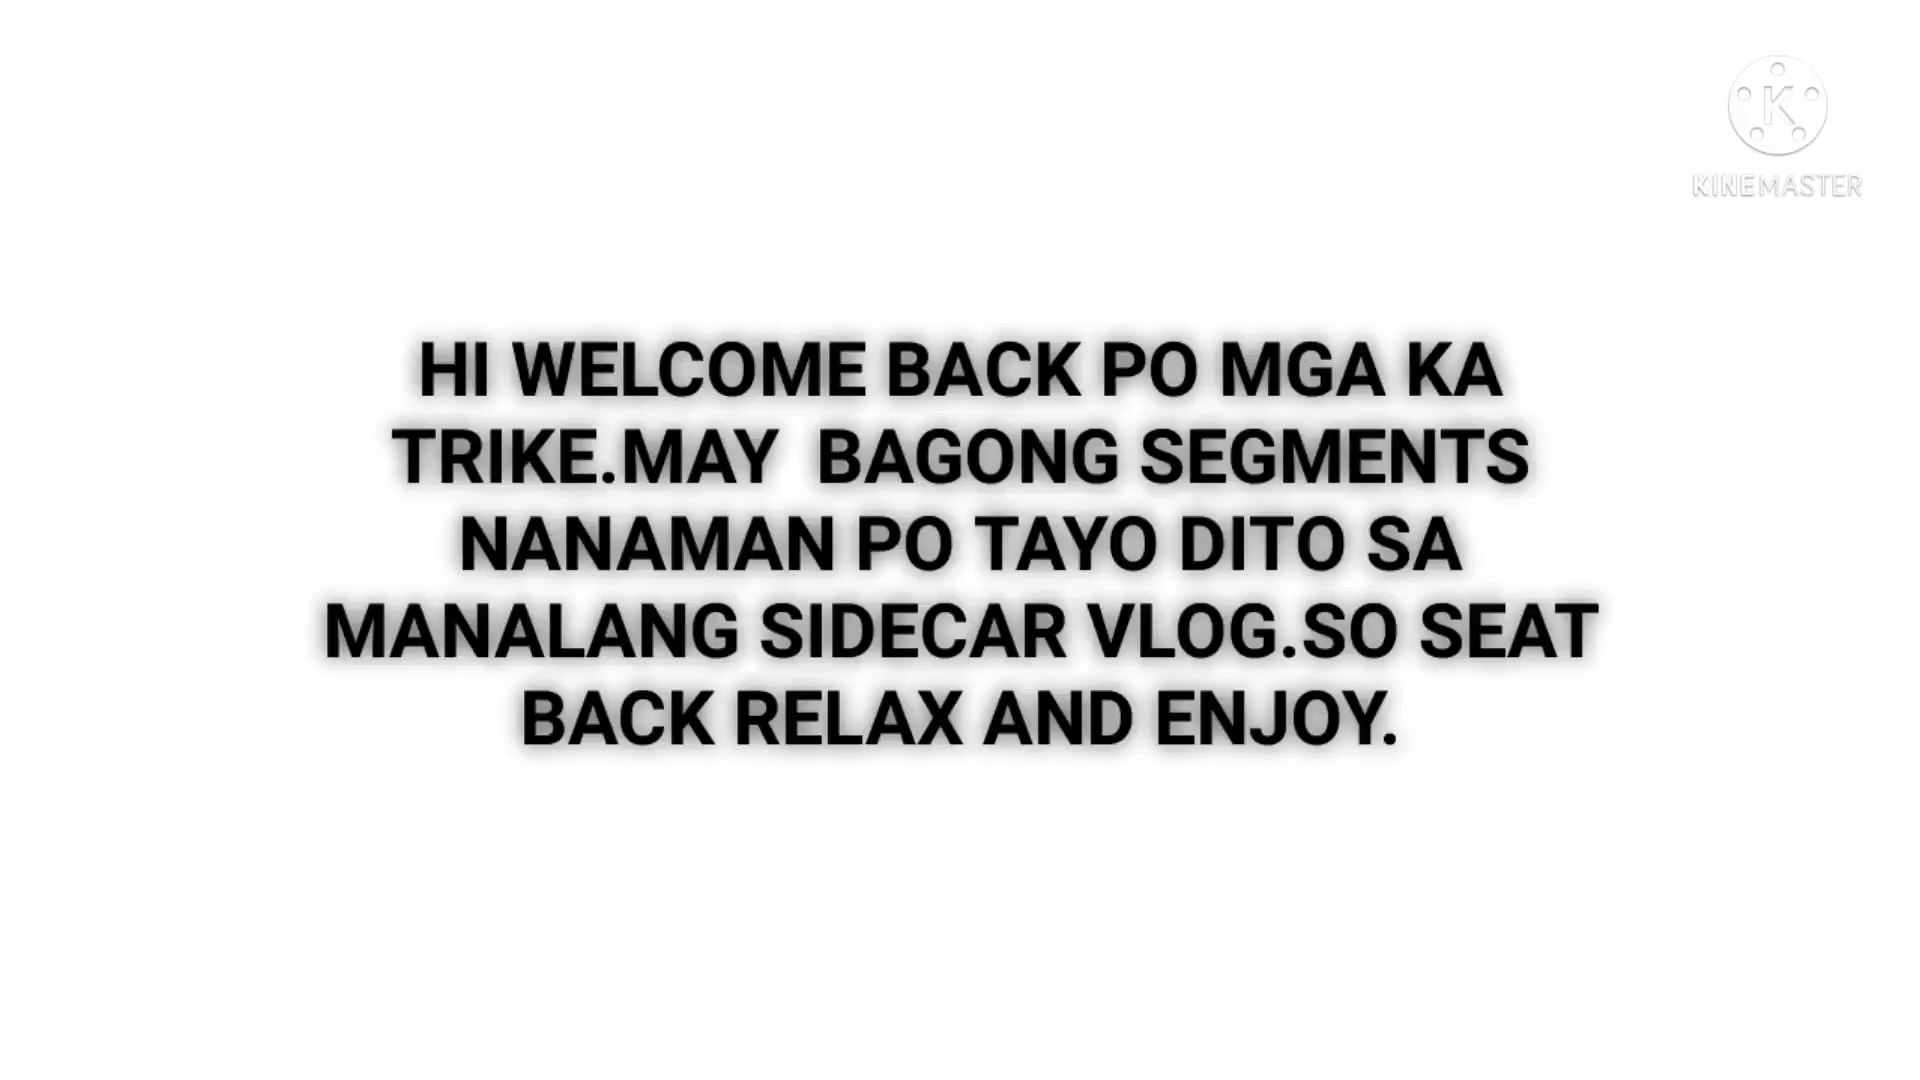 KINEMASTER
HI WELCOME BACK PO MGA KA
TRIKE.MAY  BAGONG SEGMENTS
NANAMAN PO TAYO DITO SA
MANALANG SIDECAR VLOG.SO SEAT
BACK RELAX AND ENJOY.